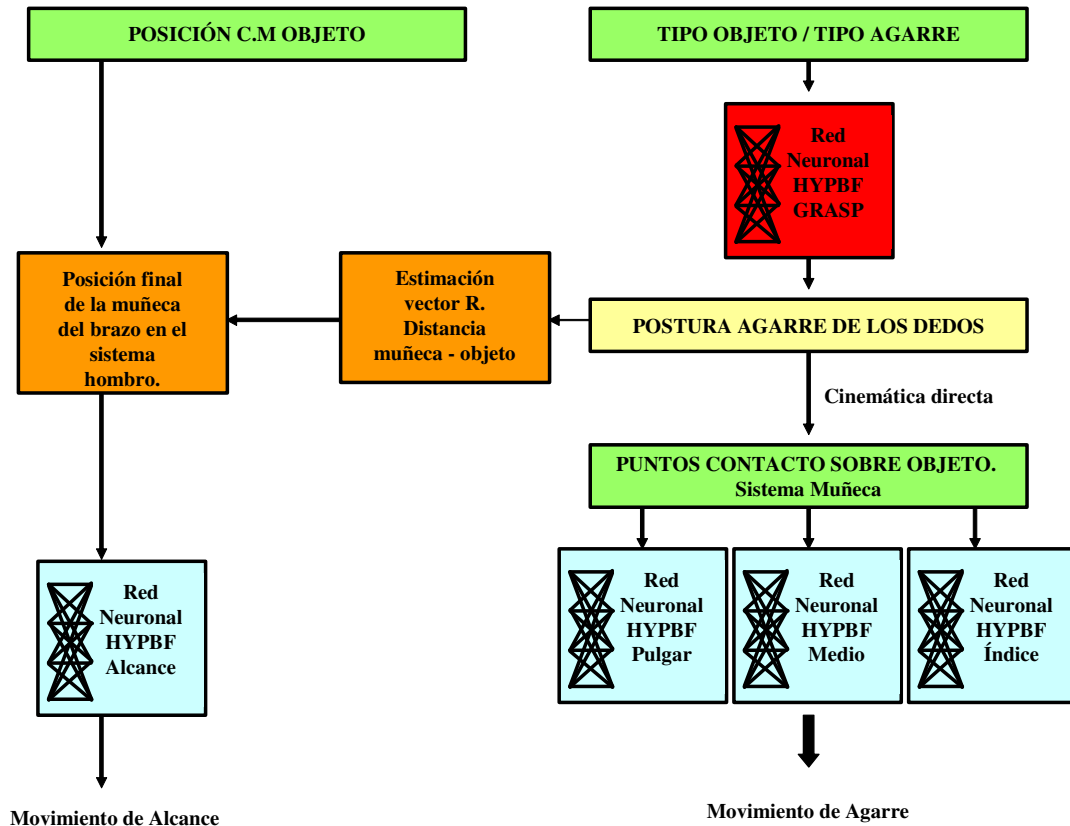 POSICIÓN C.M OBJETO
TIPO OBJETO / TIPO AGARRE
Red
Neuronal
HYPBF
GRASP
Posición final
de la muñeca
del brazo en el
sistema
hombro.
Estimación
vector R.
Distancia
muñeca - objeto
POSTURA AGARRE DE LOS DEDOS
Cinemática directa
PUNTOS CONTACTO SOBRE OBJETO.
Sistema Muñeca
Red
Neuronal
HYPBF
Alcance
Red
Neuronal
HYPBF
Pulgar
Red
Neuronal
HYPBF
Medio
Red
Neuronal
HYPBF
Índice
Movimiento de Alcance
Movimiento de Agarre